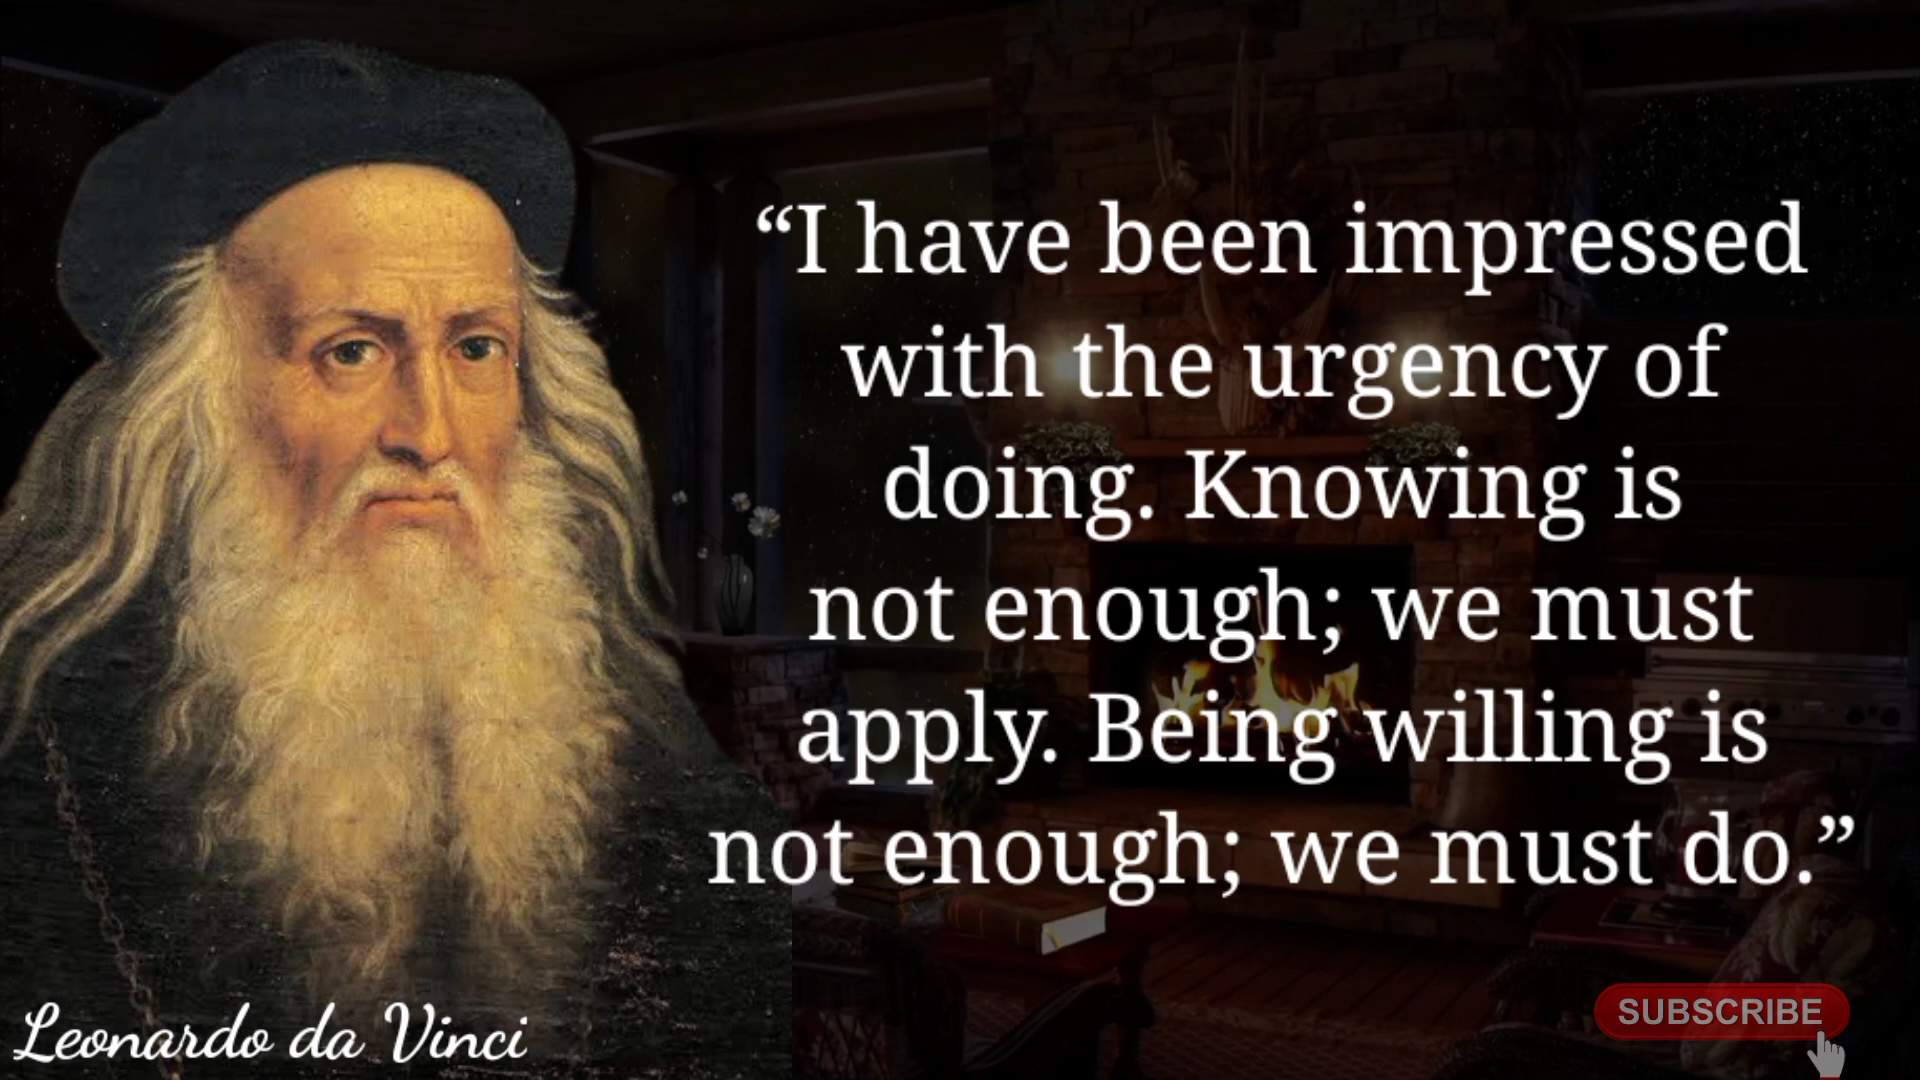 “I have been impressed
with the urgency of
doing. Knowing is
not enough; we must
apply. Being willing is
not enough; we must do.”
Leonardo da Vinci
SUBSCRIBE